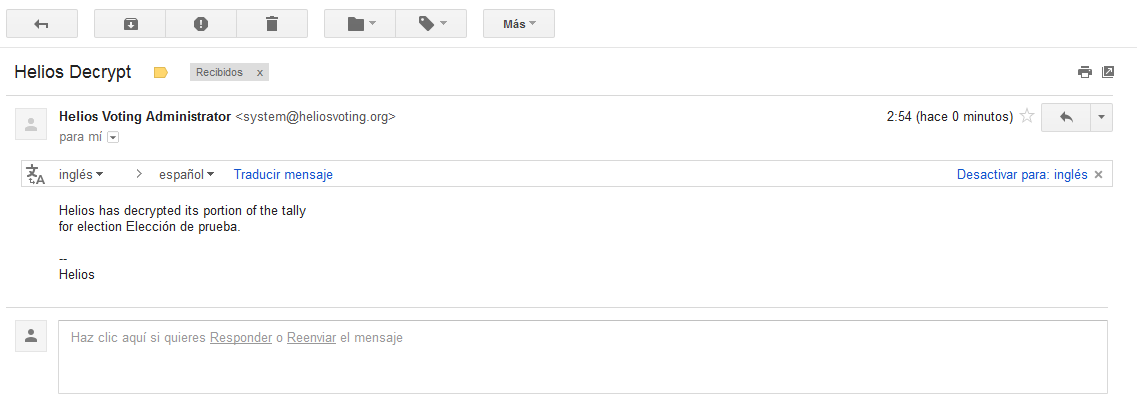 Más
Helios Decrypt
Recibidos x
Helios Voting Administrator <system@heliosvoting.org>
2:54 (hace 0 minutos)
para mí
inglés > español Traducir mensaje
Desactivar para: inglés ×
Helios has decrypted its portion of the tally
for election Elección de prueba.
--
Helios
Haz clic aquí si quieres Responder o Reenviar el mensaje